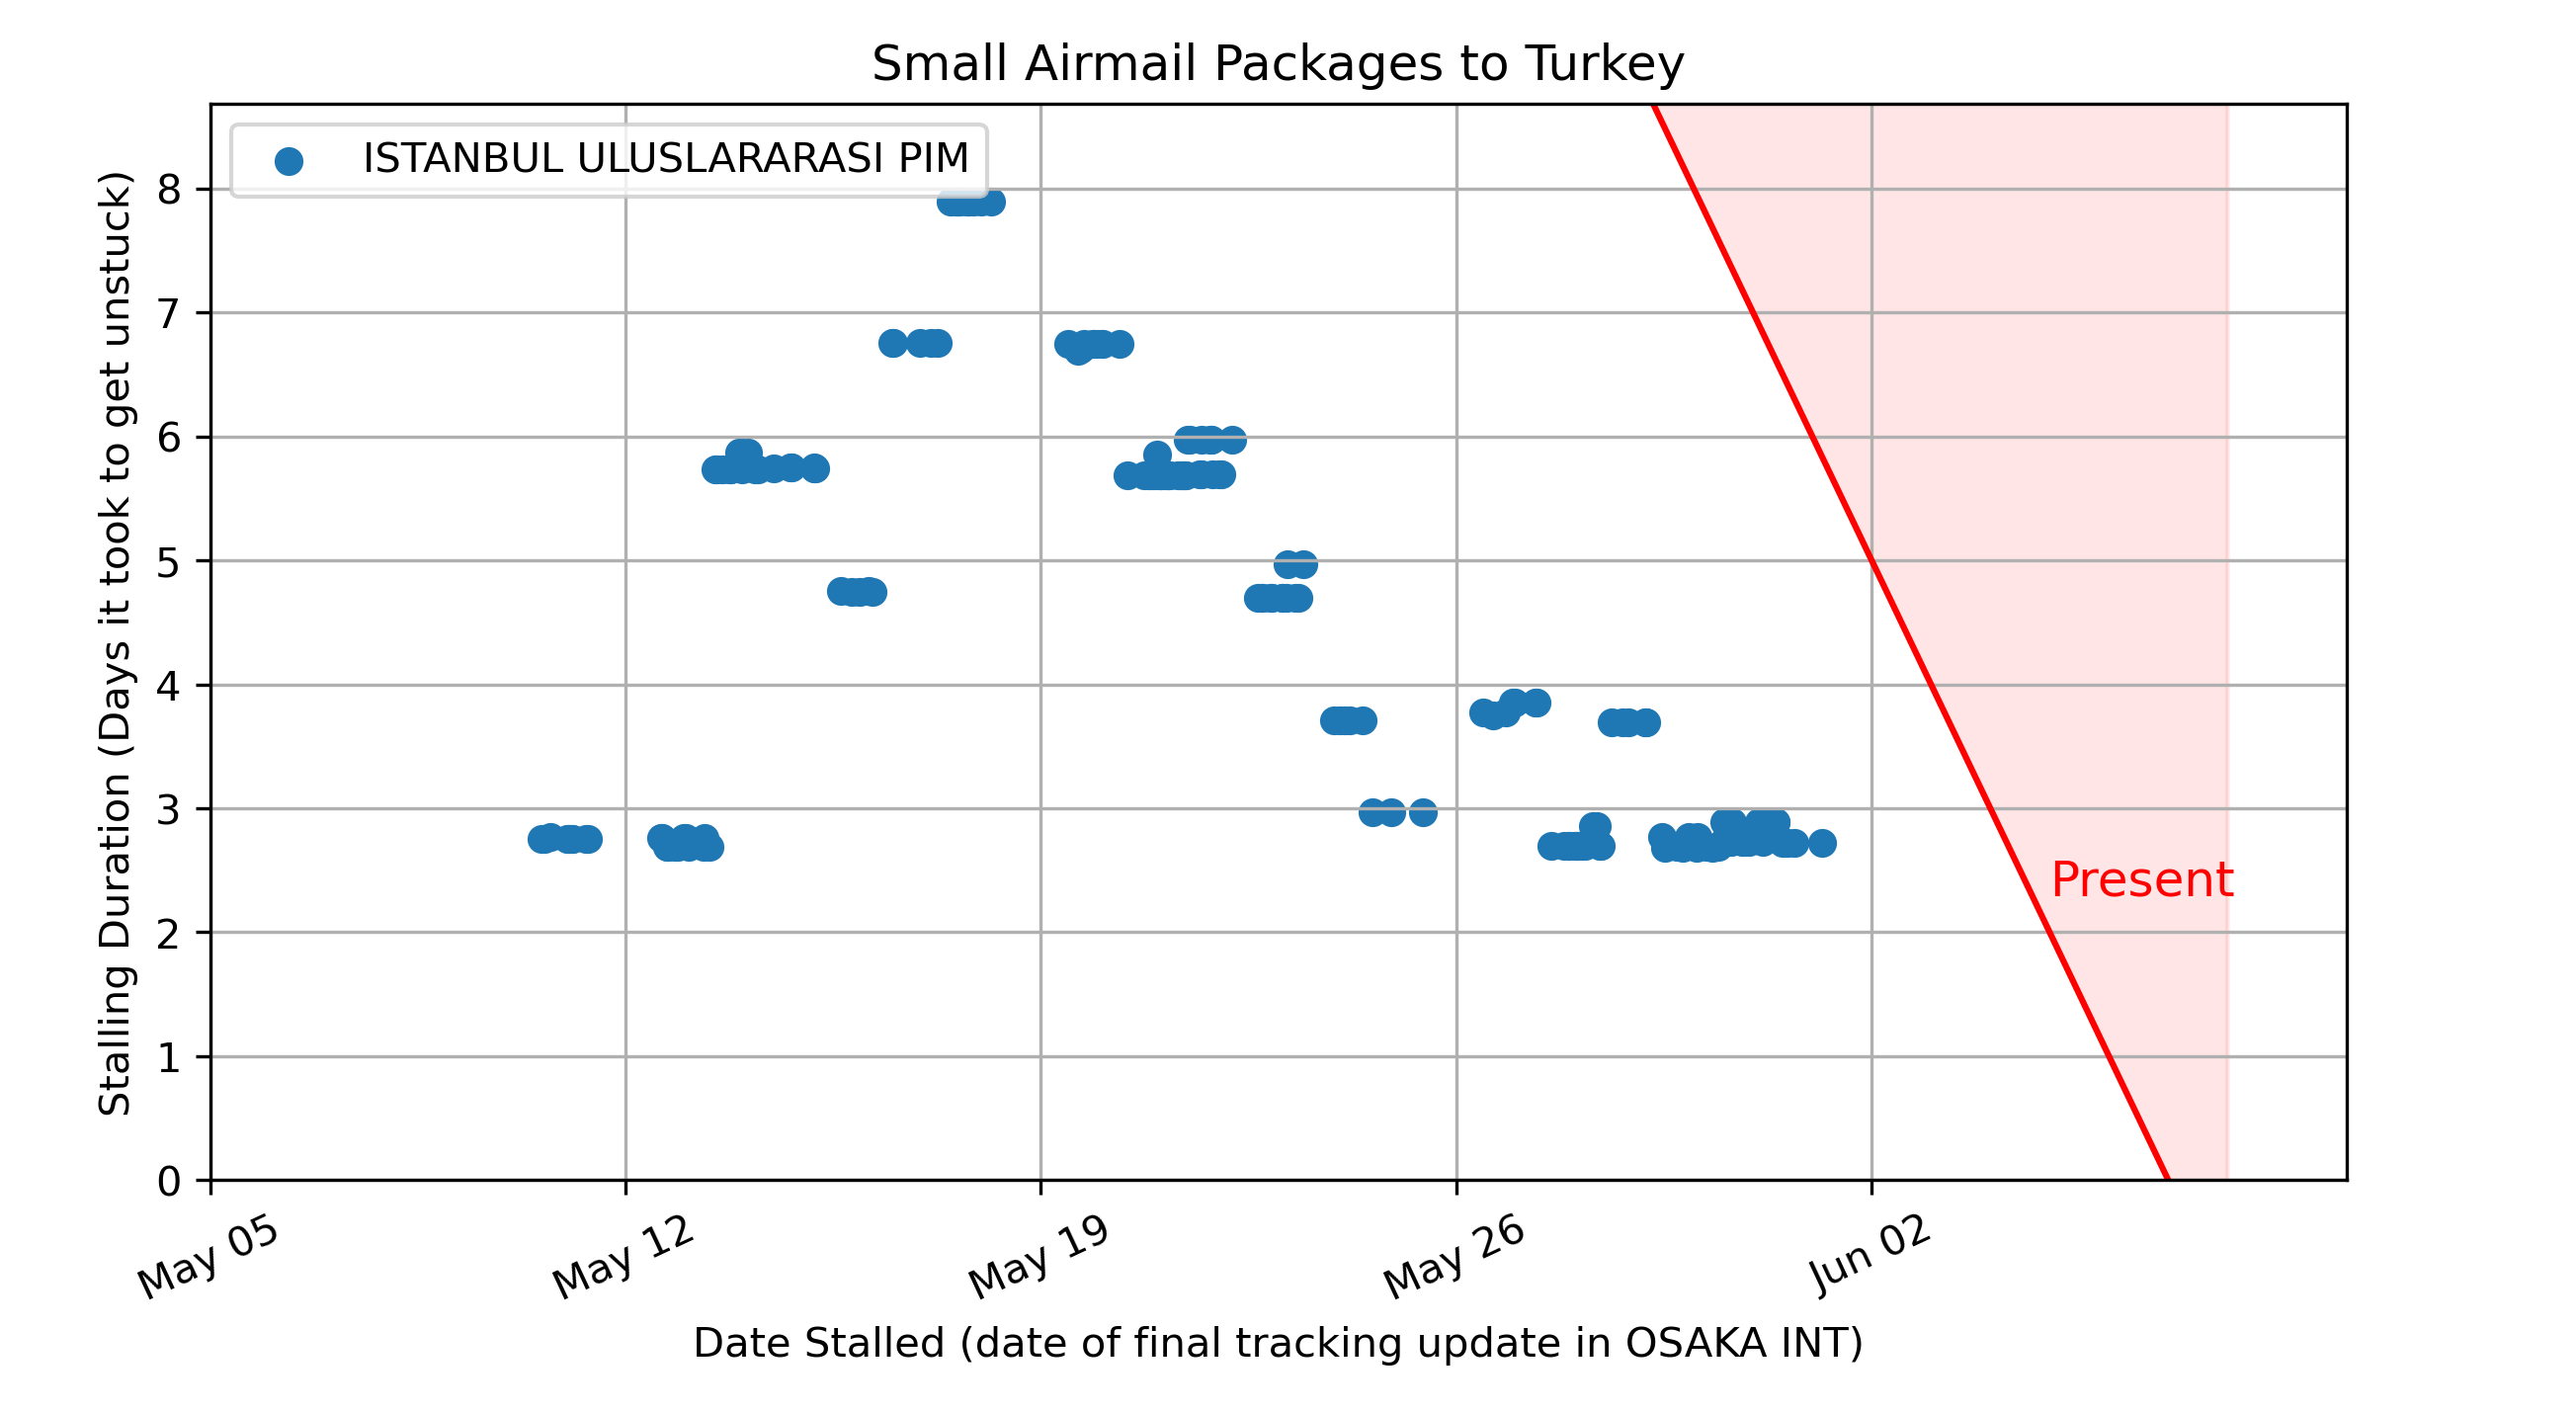 Small Airmail Packages to Turkey
ISTANBUL ULUSLARARASI PIM
Stalling Duration (Days it took to get unstuck)
8
7
6
5
4
3
2
1
0
Present
May 05
May 12
May 19
May 26
Jun 02
Date Stalled (date of final tracking update in OSAKA INT)